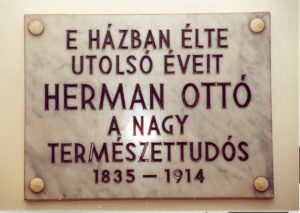 E HÁZBAN ÉLTE
UTOLSÓ ÉVEIT
HERMAN OTTÓ
A NAGY
TERMÉSZETTUDÓS
1835 – 1914